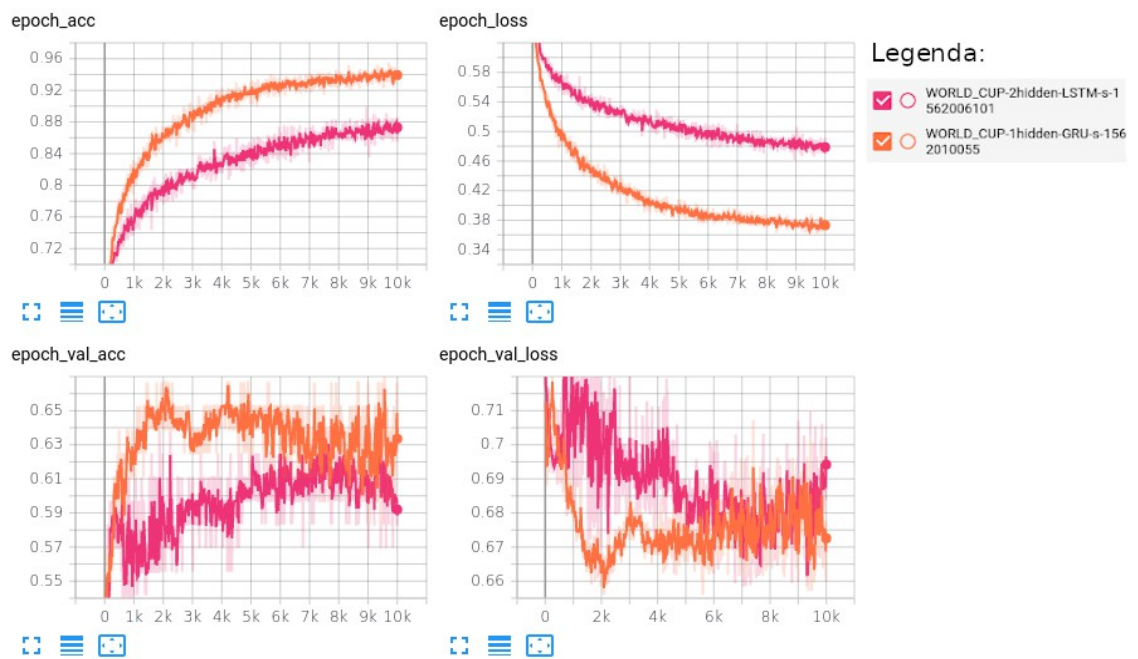 epoch_acc
0.96
0.92
0.88
0.84
0.8
0.76
0.72
0 1k 2k 3k 4k 5k 6k 7k 8k 9k 10k
epoch_loss
0.58
0.54
0.5
0.46
0.42
0.38
0.34
0 1k 2k 3k 4k 5k 6k 7k 8k 9k 10k
Legenda:
WORLD_CUP-2hidden-LSTM-s-1
562006101
WORLD_CUP-1hidden-GRU-s-156
2010055
epoch_val_acc
0.65
0.63
0.61
0.59
0.57
0.55
0 1k 2k 3k 4k 5k 6k 7k 8k 9k 10k
epoch_val_loss
0.71
0.7
0.69
0.68
0.67
0.66
0 2k 4k 6k 8k 10k